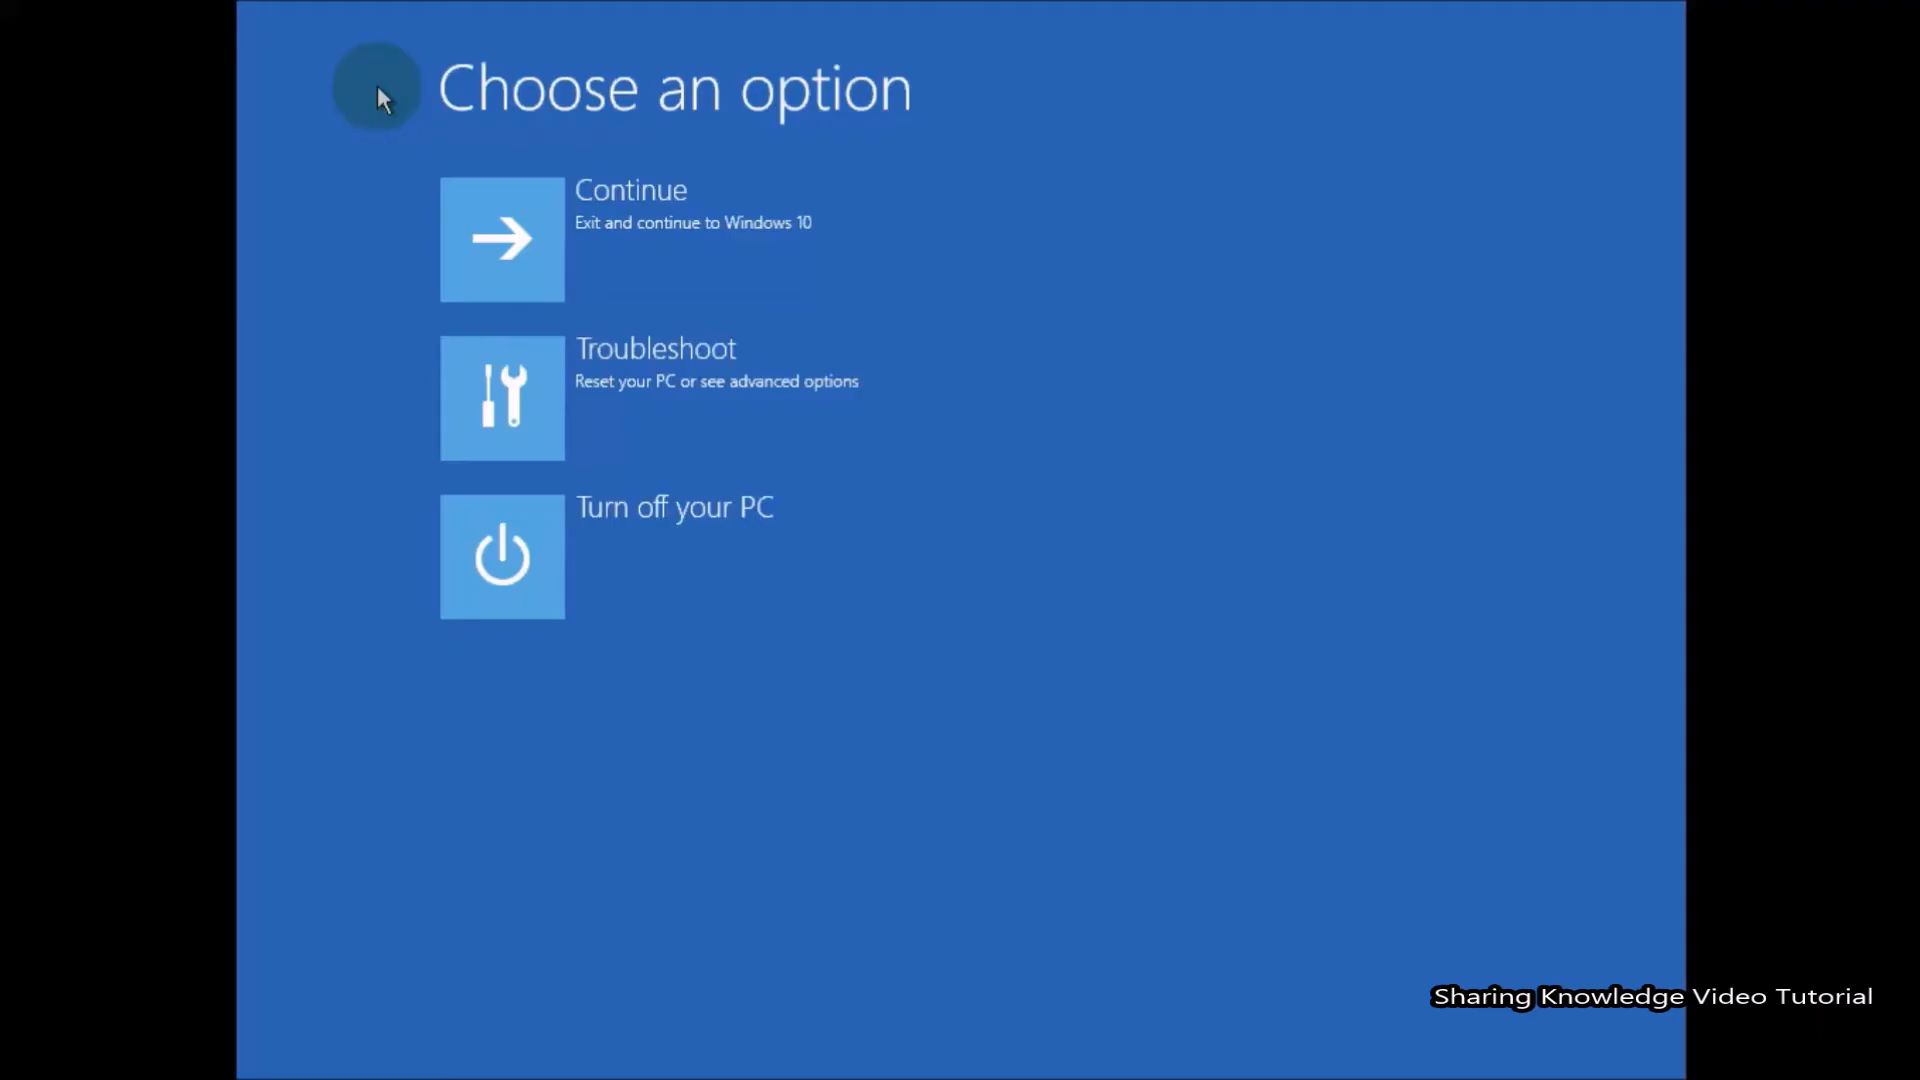 Choose an option
Continue
Exit and continue to Windows 10
Troubleshoot
Reset your PC or see advanced options
Turn off your PC
Sharing Knowledge Video Tutorial